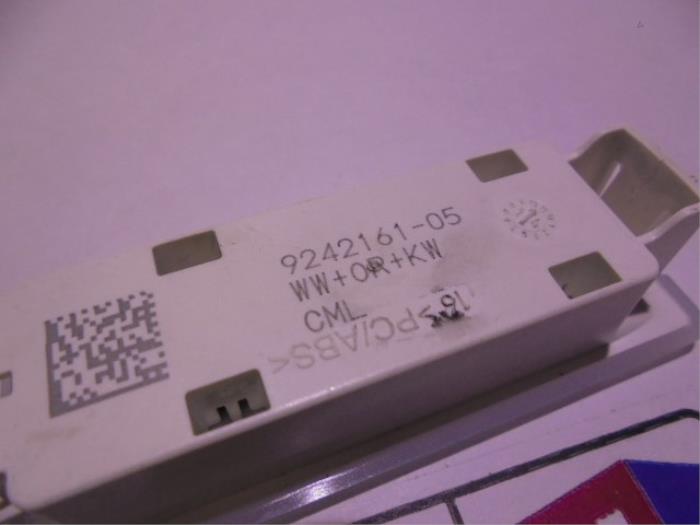 9242161-05
WW+OR+KW
CML
>PC/ABS<